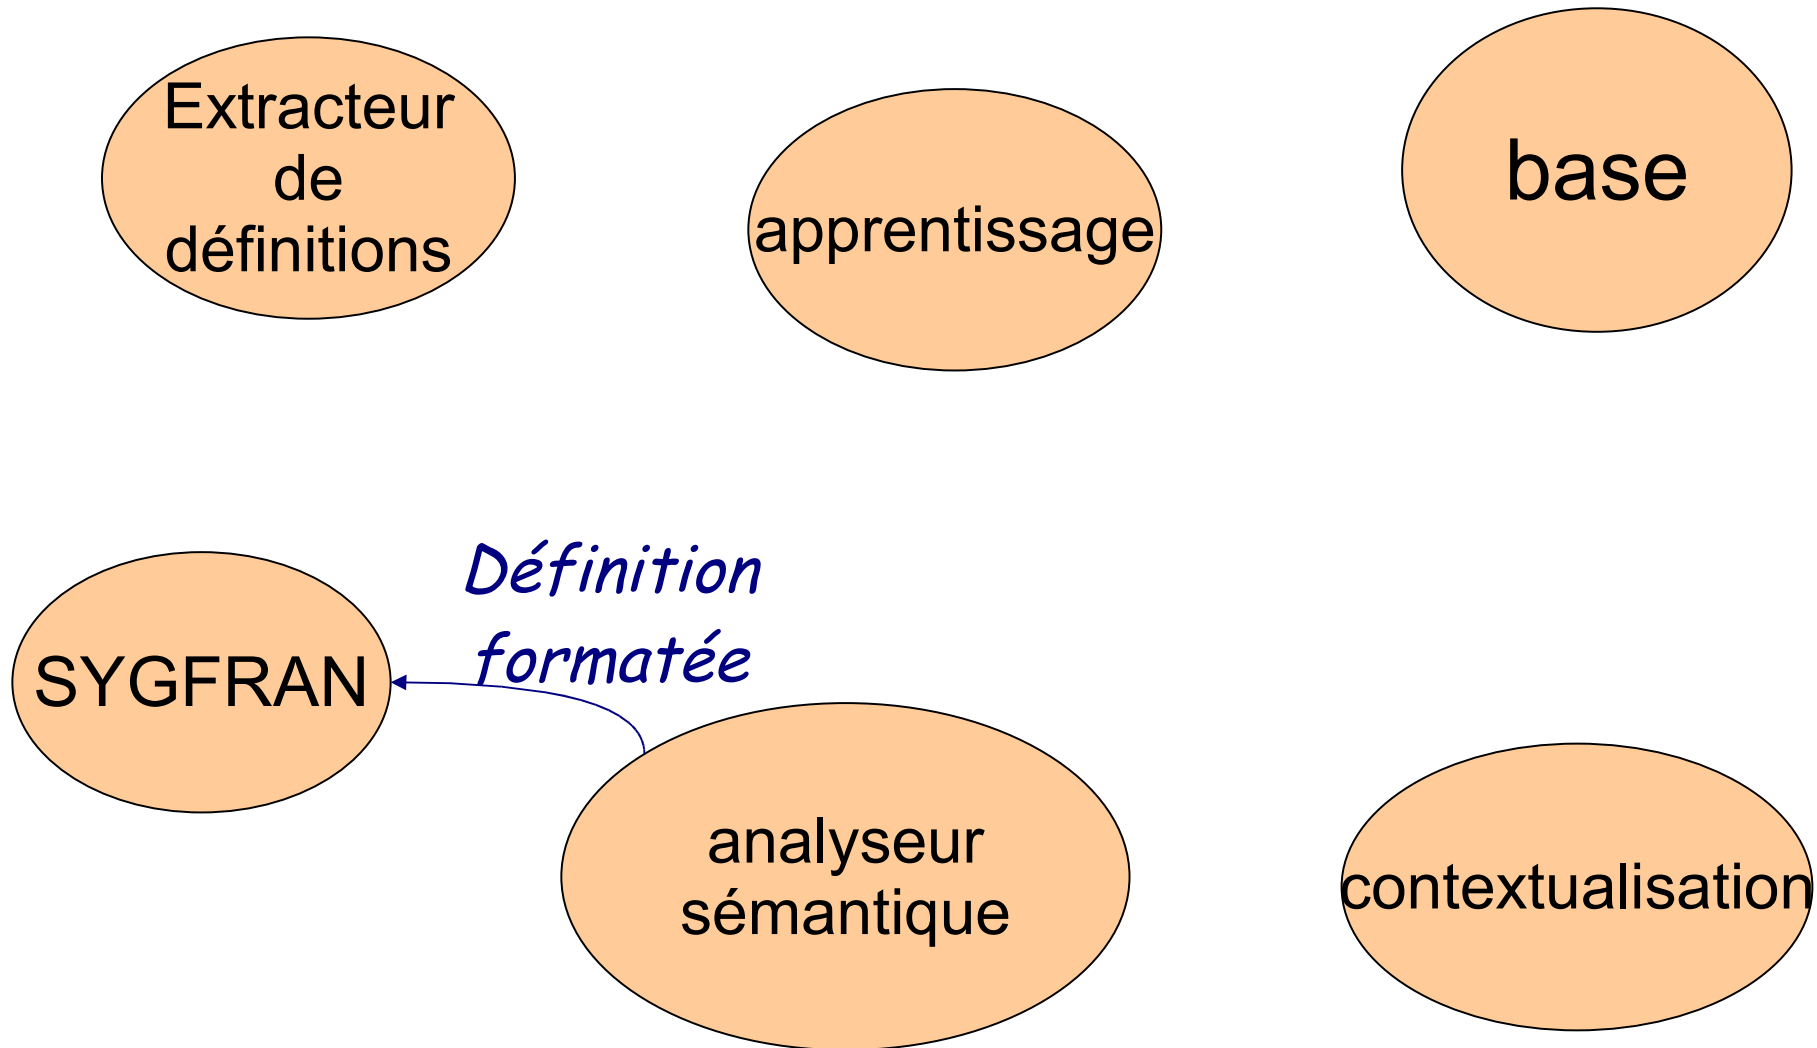 Extracteur
de
définitions
apprentissage
base
Définition
formatée
SYGFRAN
analyseur
sémantique
contextualisation